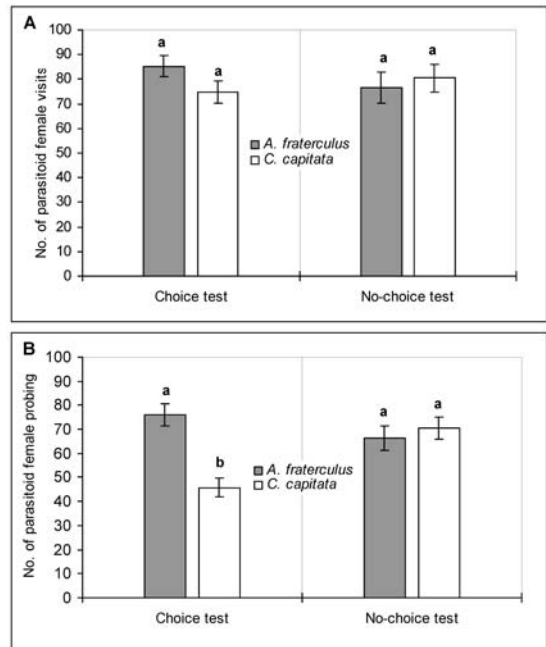 A
No. of parasitoid female visits
100
90
80
70
60
50
40
30
20
10
0
a
a
a
a
A. fraterculus
C. capitata
Choice test
No-choice test
B
No. of parasitoid female probing
100
90
80
70
60
50
40
30
20
10
0
a
b
a
a
A. fraterculus
C. capitata
Choice test
No-choice test